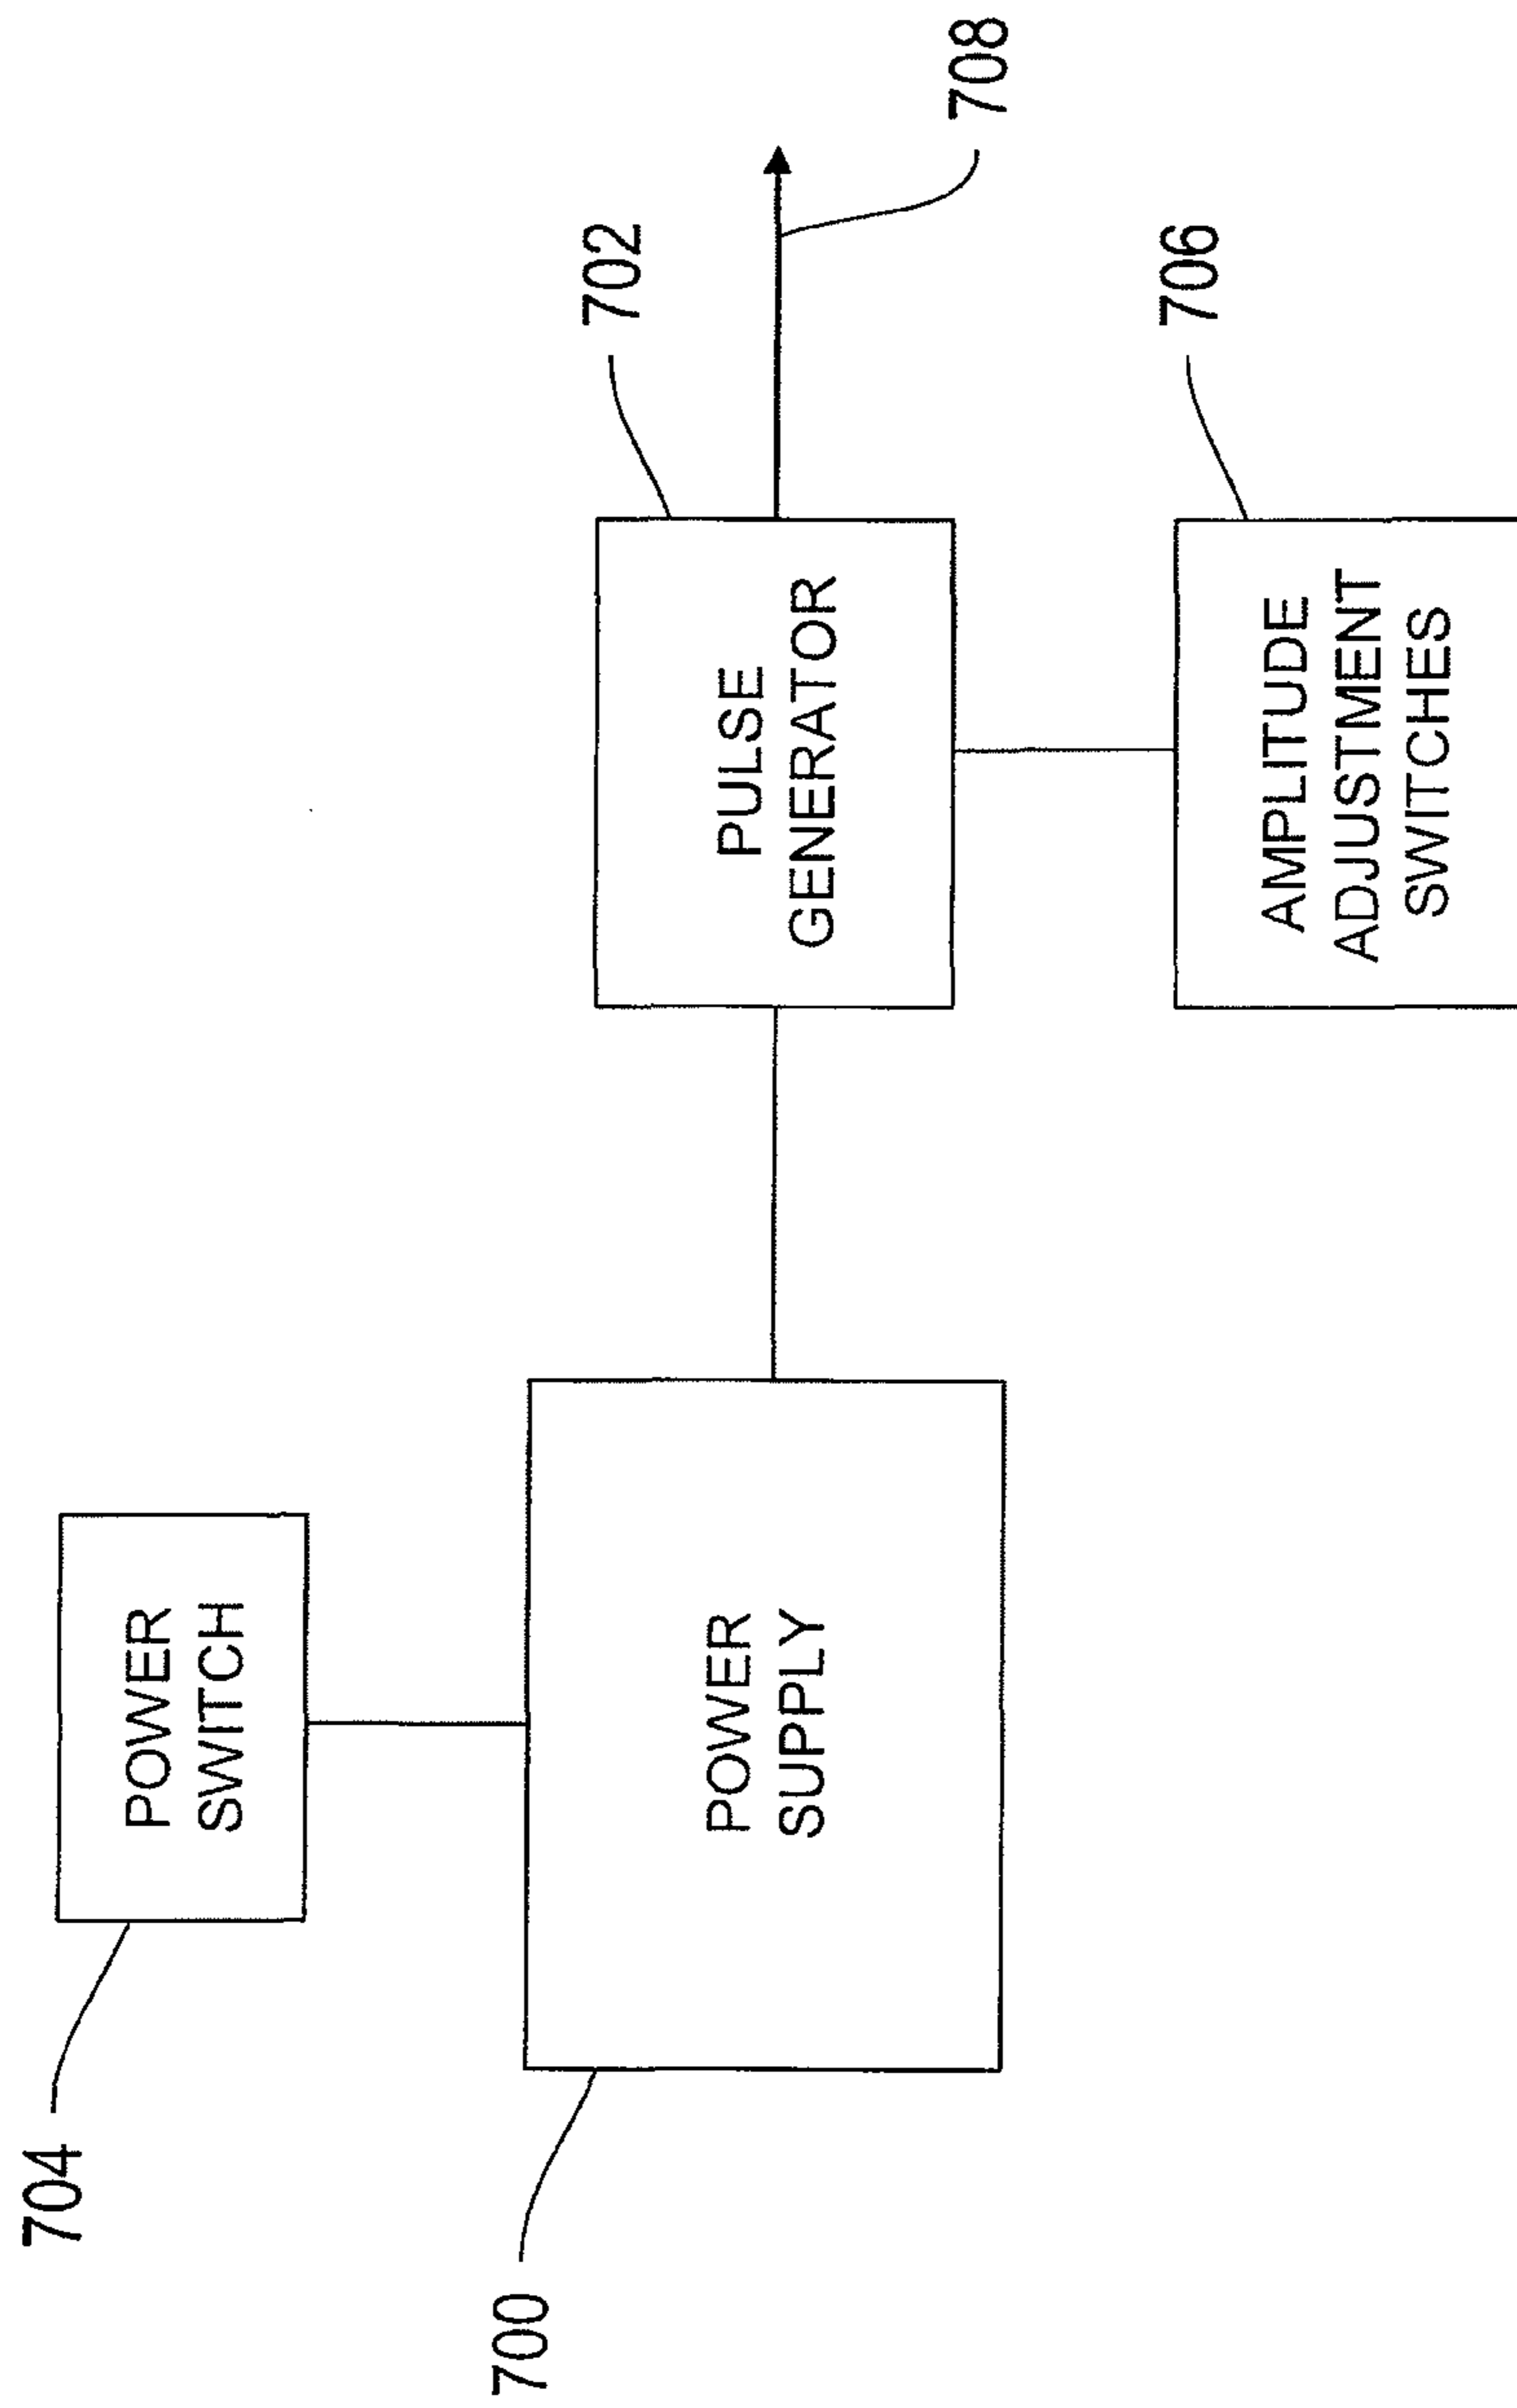 704
POWER
SWITCH
700
POWER
SUPPLY
702
PULSE
GENERATOR
708
706
AMPLITUDE
ADJUSTMENT
SWITCHES